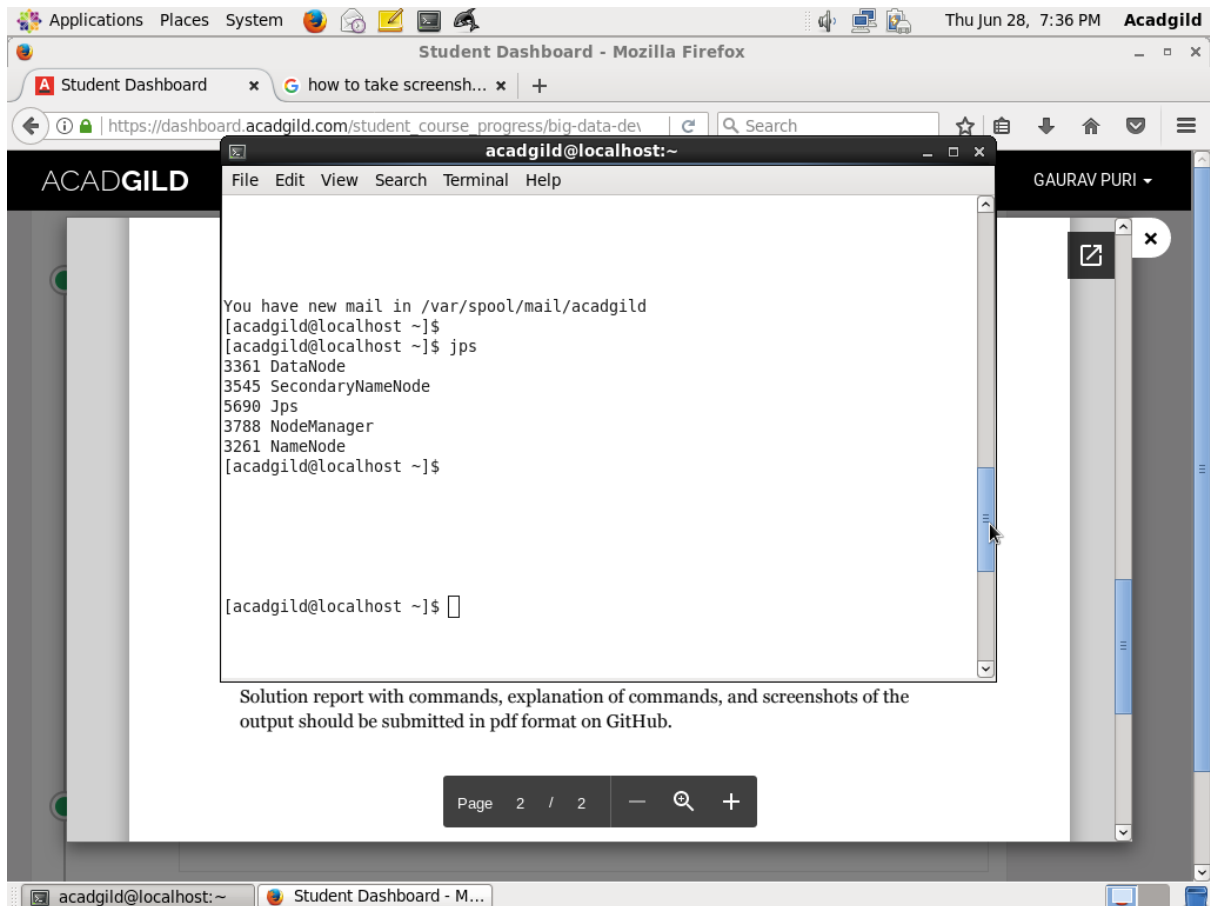 Applications Places System Thu Jun 28, 7:36 PM Acadgild
Student Dashboard - Mozilla Firefox
Student Dashboard how to take screensh...
https://dashboard.acadgild.com/student_course_progress/big-data-dev Search
acadgild@localhost:~
ACADGILD File Edit View Search Terminal Help GAURAV PURI
You have new mail in /var/spool/mail/acadgild
[acadgild@localhost ~]$
[acadgild@localhost ~]$ jps
3361 DataNode
3545 SecondaryNameNode
5690 Jps
3788 NodeManager
3261 NameNode
[acadgild@localhost ~]$
[acadgild@localhost ~]$
Solution report with commands, explanation of commands, and screenshots of the
output should be submitted in pdf format on GitHub.
Page 2 / 2
acadgild@localhost:~ Student Dashboard - M...